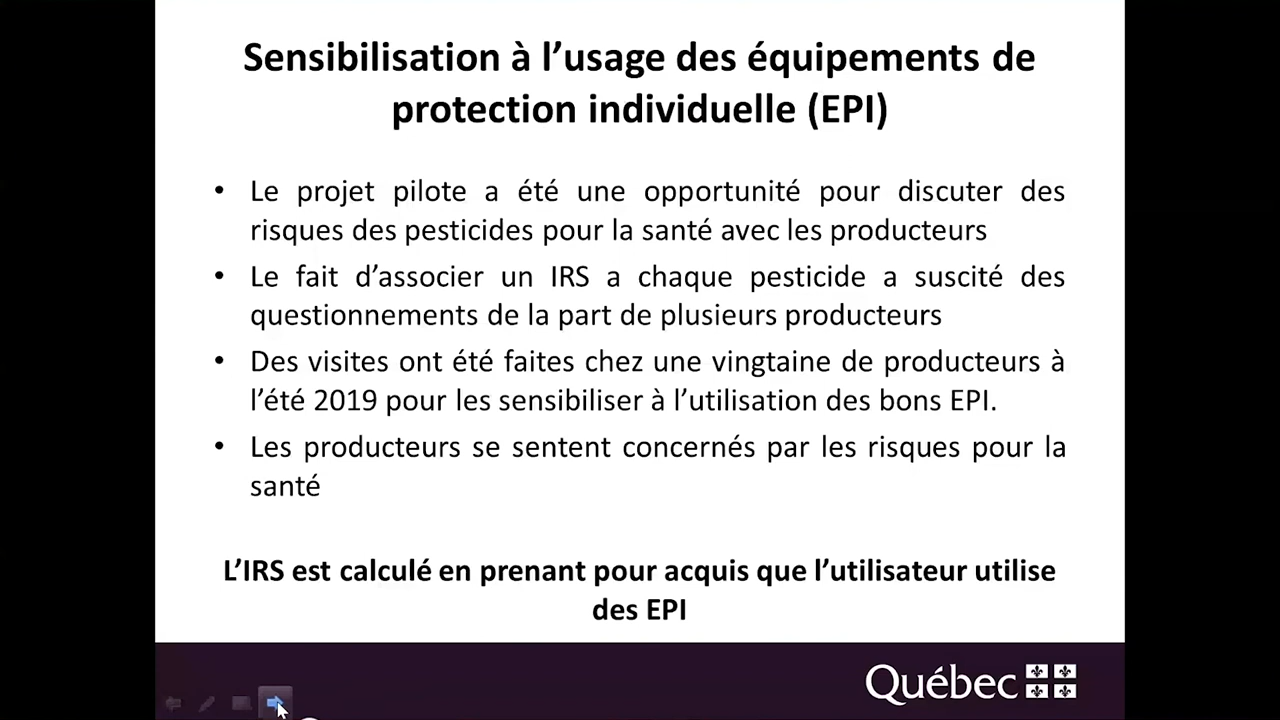 Sensibilisation à l’usage des équipements de
protection individuelle (EPI)
• Le projet pilote a été une opportunité pour discuter des
risques des pesticides pour la santé avec les producteurs
• Le fait d’associer un IRS a chaque pesticide a suscité des
questionnements de la part de plusieurs producteurs
• Des visites ont été faites chez une vingtaine de producteurs à
l’été 2019 pour les sensibiliser à l’utilisation des bons EPI.
• Les producteurs se sentent concernés par les risques pour la
santé
L’IRS est calculé en prenant pour acquis que l’utilisateur utilise
des EPI
Québec